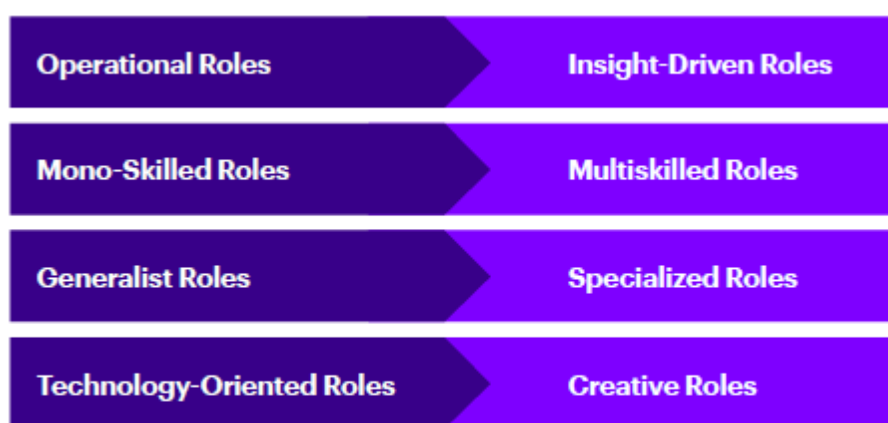 Operational Roles
Insight-Driven Roles
Mono-Skilled Roles
Multiskilled Roles
Generalist Roles
Specialized Roles
Technology-Oriented Roles
Creative Roles